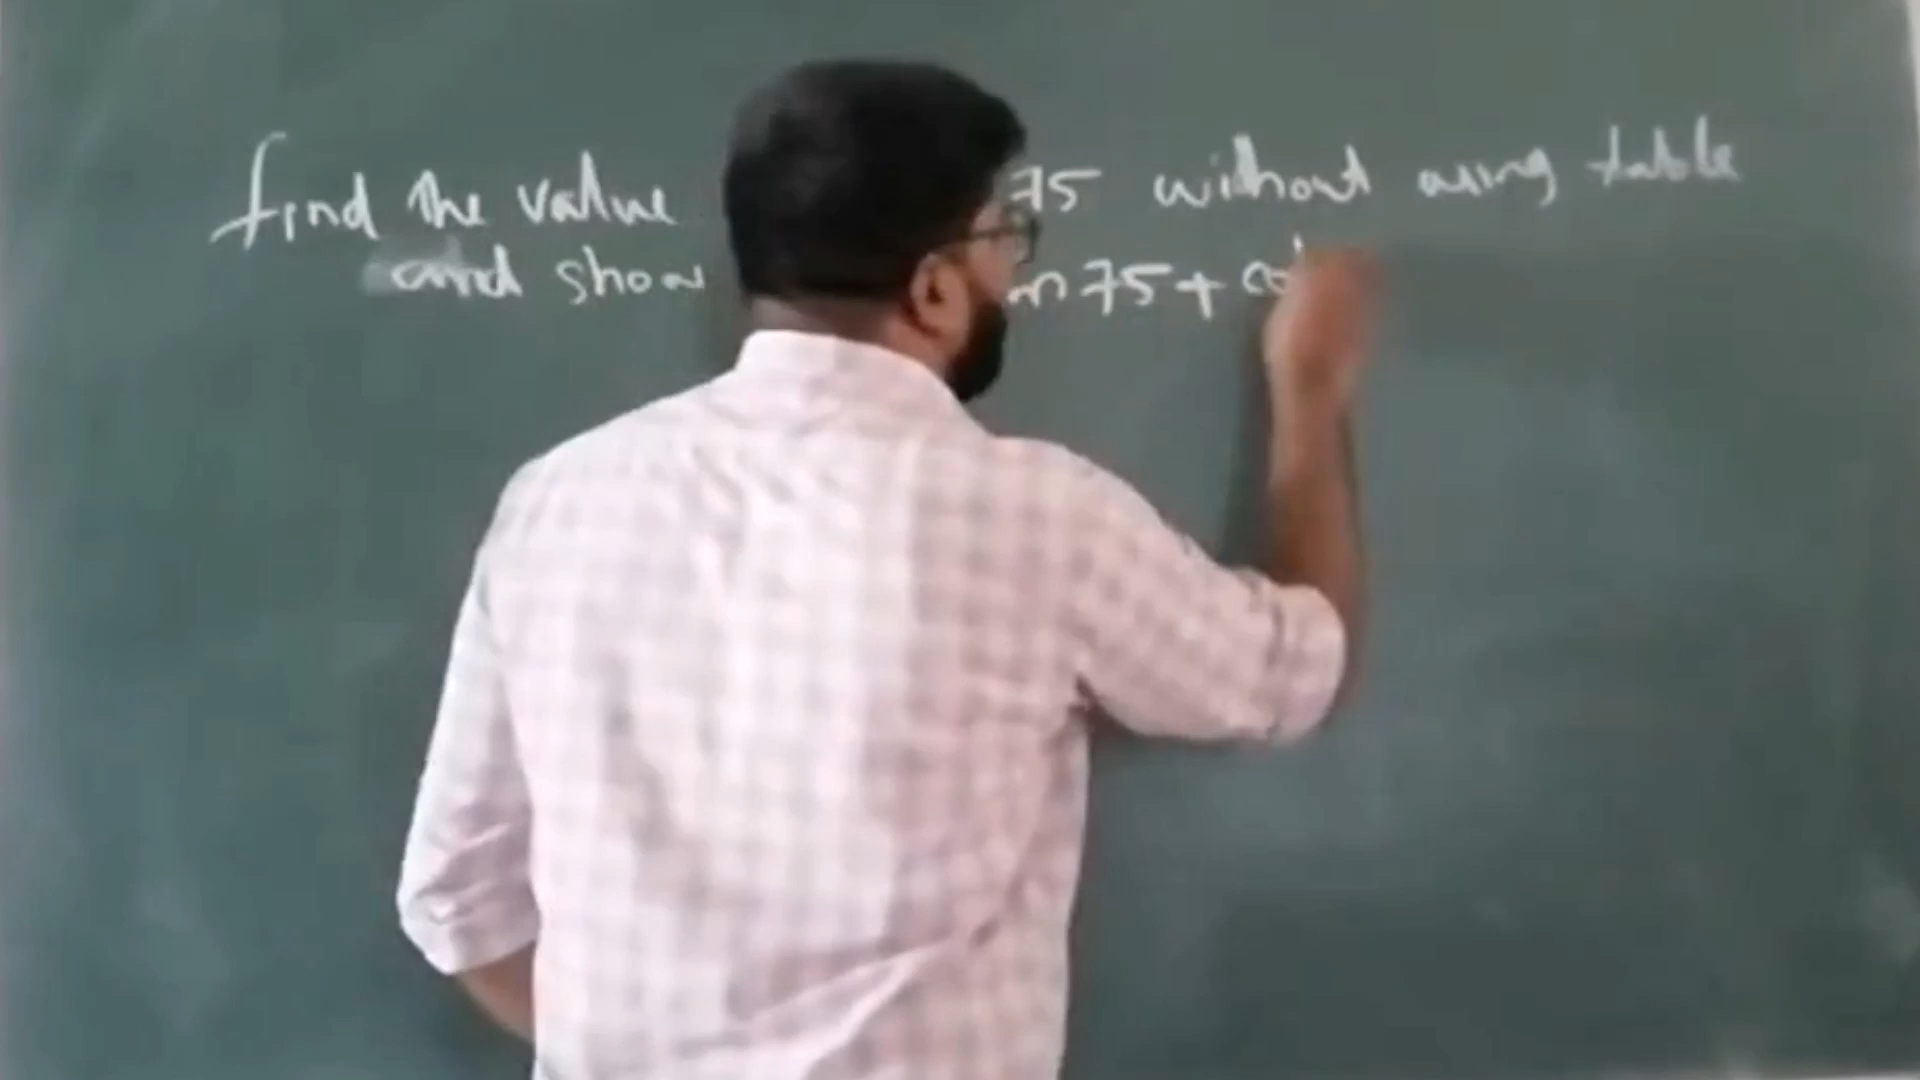 find the value 75 without using table
and show n 75 + co